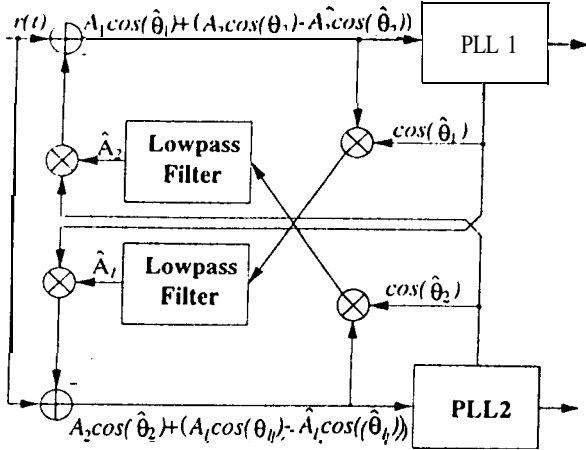 r(t) A₁cos(θ̂₁)+(A₂cos(θ₂)-Â₂cos(θ̂₂))
PLL 1
-
cos(θ̂₁)
Â₂
Lowpass
Filter
Lowpass
Filter
Â₁
cos(θ̂₂)
-
PLL2
A₂cos(θ̂₂)+(A₁cos(θ₁)-Â₁cos((θ̂₁))